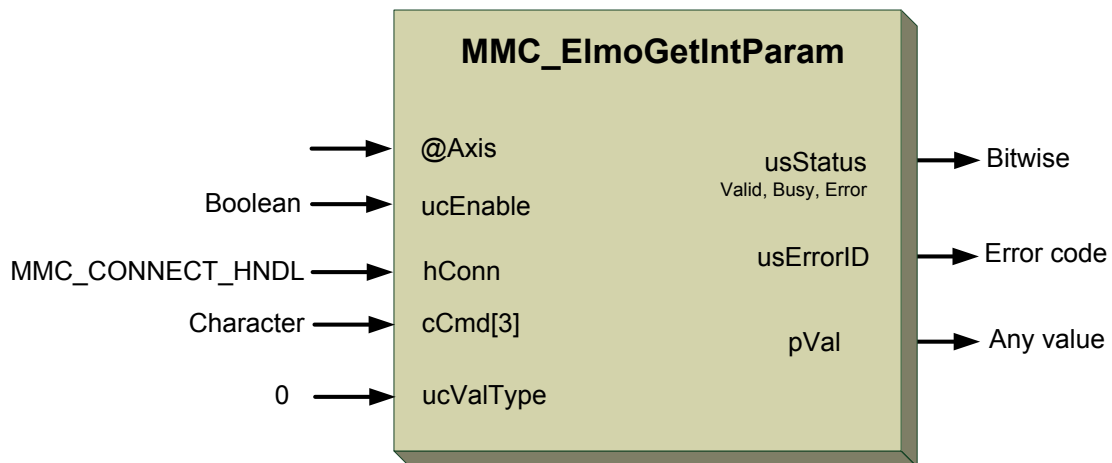 MMC_ElmoGetIntParam
@Axis
usStatus
Bitwise
Valid, Busy, Error
Boolean
ucEnable
usErrorID
Error code
MMC_CONNECT_HNDL
hConn
Character
cCmd[3]
pVal
Any value
0
ucValType